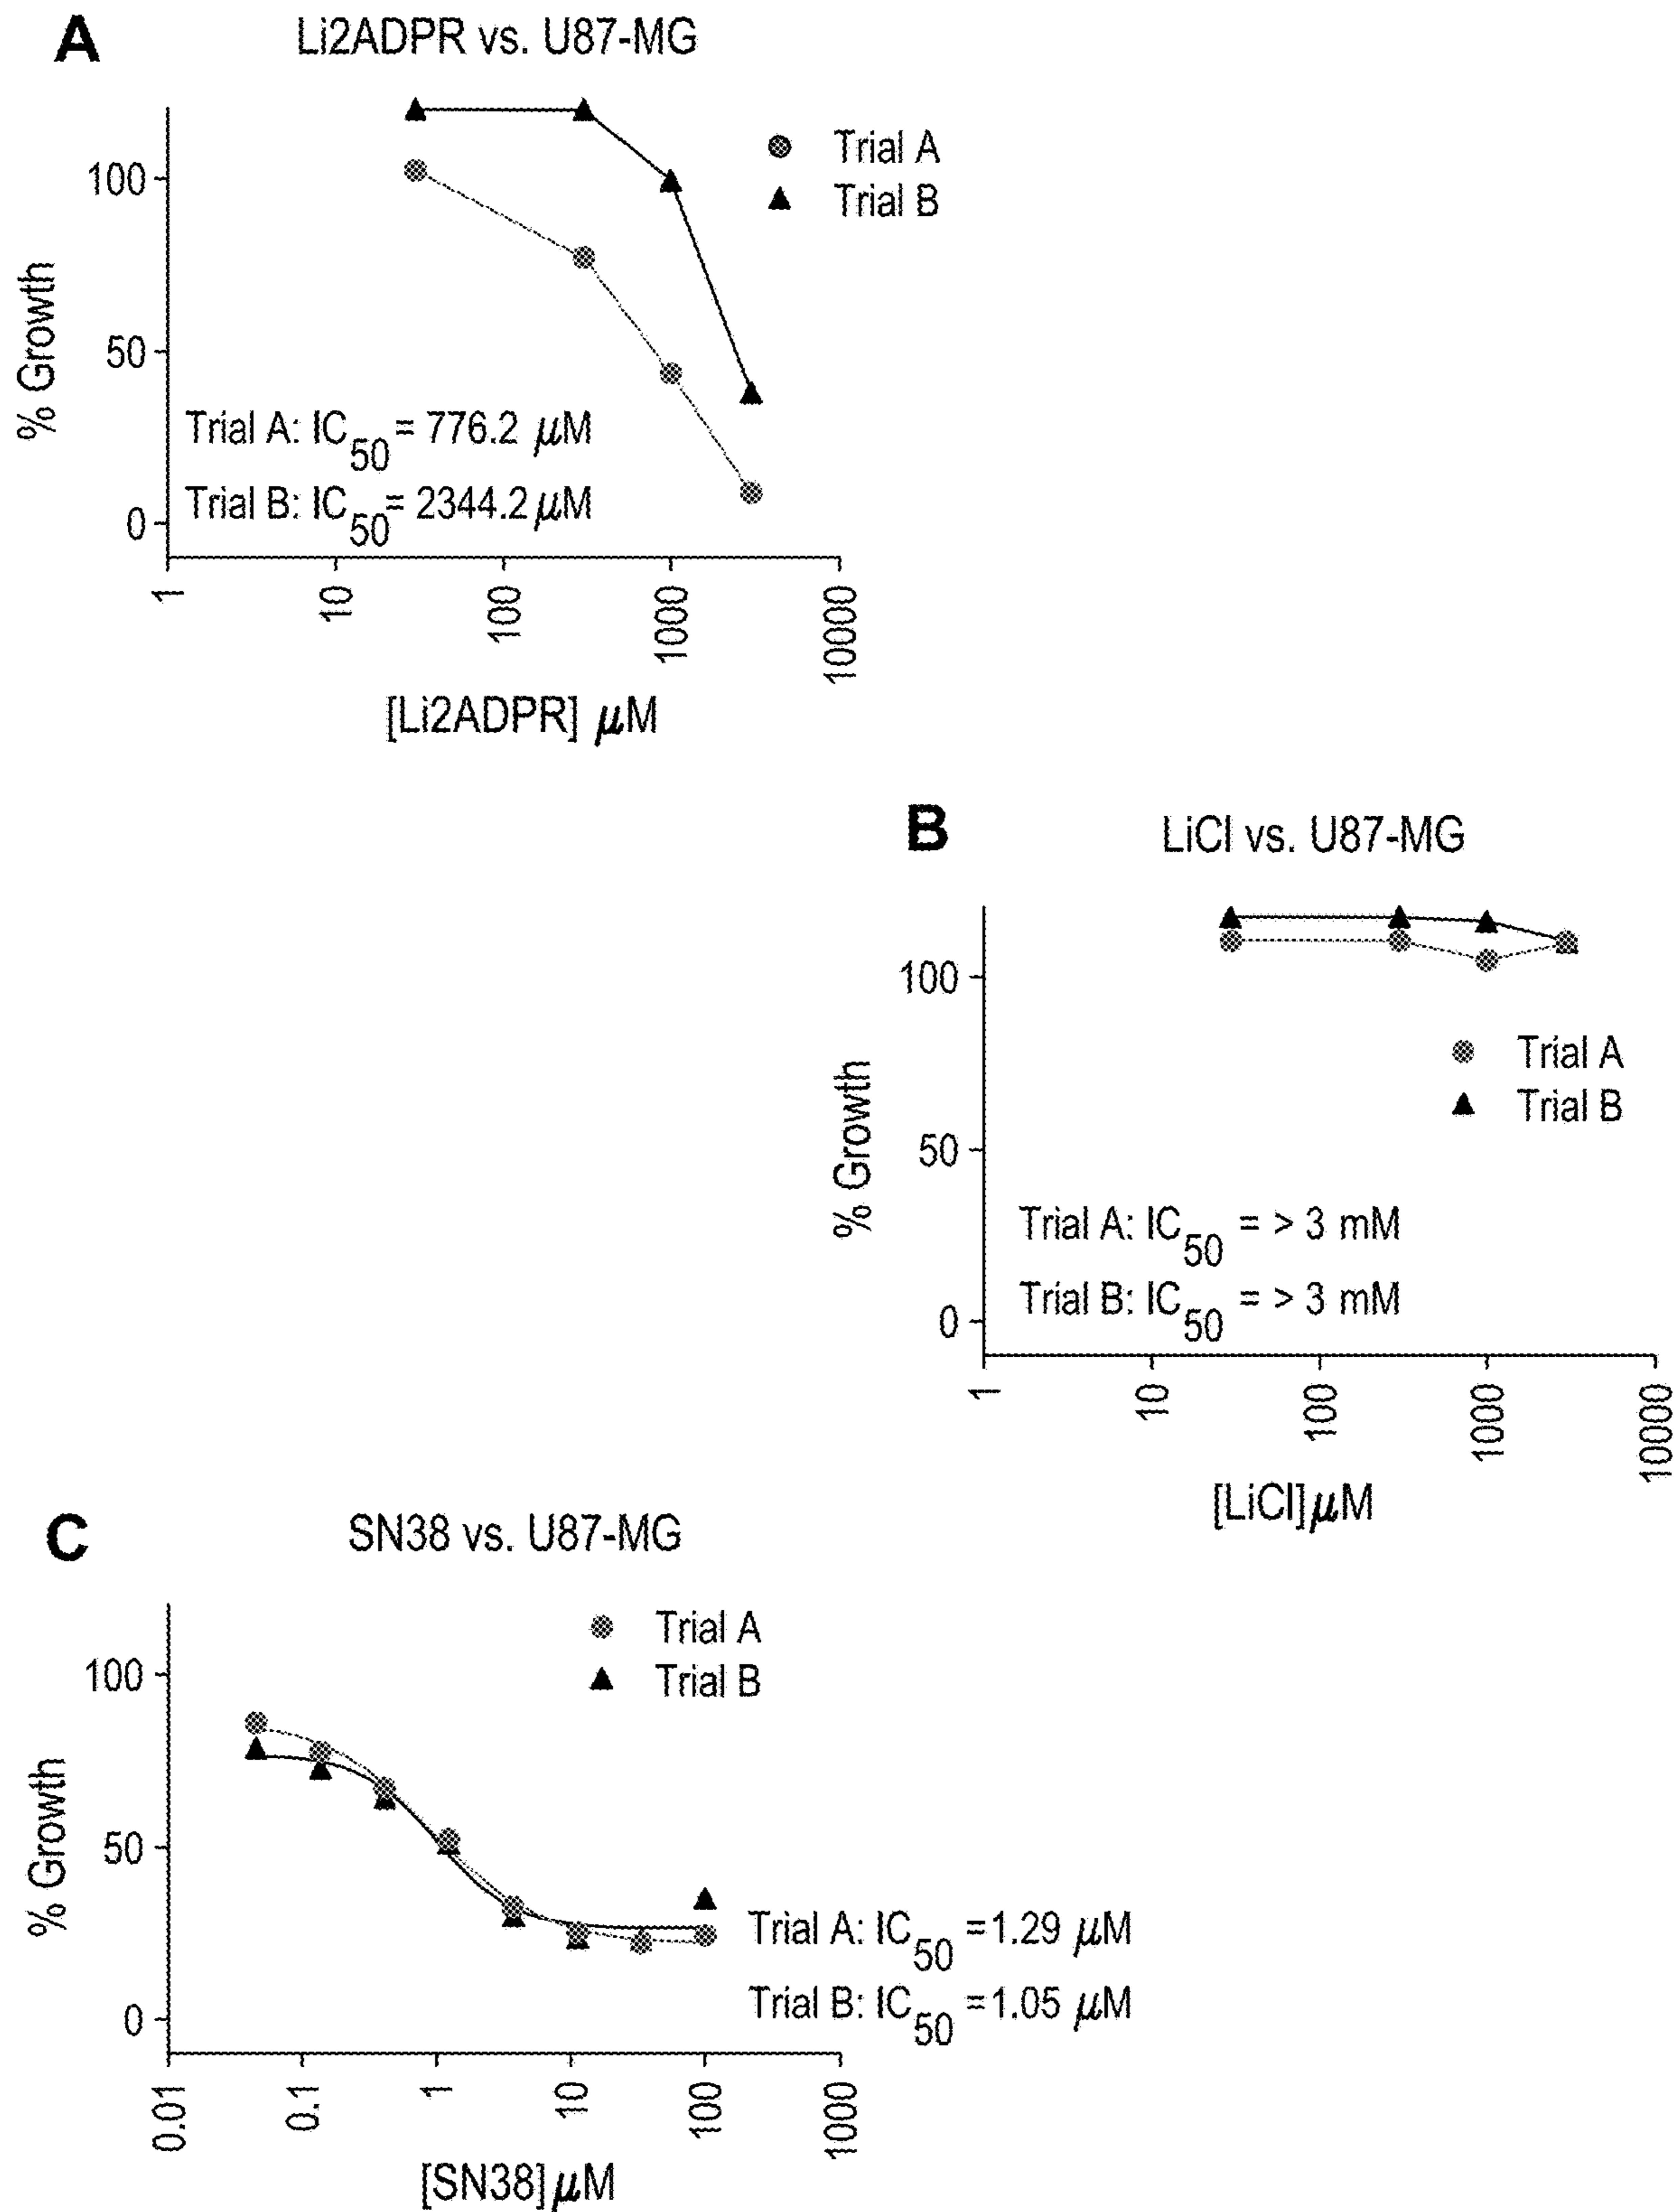 A
Li2ADPR vs. U87-MG
Trial A
Trial B
100
50
0
% Growth
Trial A: IC50 = 776.2 μM
Trial B: IC50 = 2344.2 μM
1
10
100
1000
10000
[Li2ADPR] μM
B
LiCl vs. U87-MG
100
50
0
% Growth
Trial A
Trial B
Trial A: IC50 = > 3 mM
Trial B: IC50 = > 3 mM
1
10
100
1000
10000
[LiCl] μM
C
SN38 vs. U87-MG
Trial A
Trial B
100
50
0
% Growth
Trial A: IC50 =1.29 μM
Trial B: IC50 =1.05 μM
0.01
0.1
1
10
100
1000
[SN38] μM